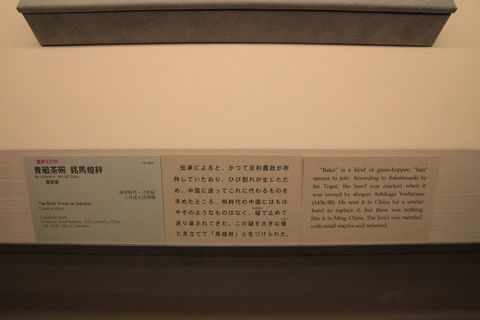 重要文化財
青磁茶碗 銘馬蝗絆
龍泉窯
南宋時代・13世紀
三井高大氏寄贈
Tea Bowl, Known as Bakohan
Celadon glaze
Longquan ware
Southern Song dynasty, 13th century, China
Gift of Mr. Mitsui Takahiro
伝承によると、かつて足利義政が所
持していたおり、ひび割れが生じたた
め、中国に送ってこれに代わるものを
求めたところ、明時代の中国にはもは
やそのようなものはなく、鎹で止めて
送り返されてきた。この鎹を大きな蝗
に見立てて「馬蝗絆」と名づけられた。
"Bako" is a kind of grass-hopper; "han"
means to join. According to Bakohanzaki by
Ito Togai, the bowl was cracked when it
was owned by shogun Ashikaga Yoshimasa
(1436-90). He sent it to China for a similar
bowl to replace it, but there was nothing
like it in Ming China. The bowl was mended
with small staples and returned.